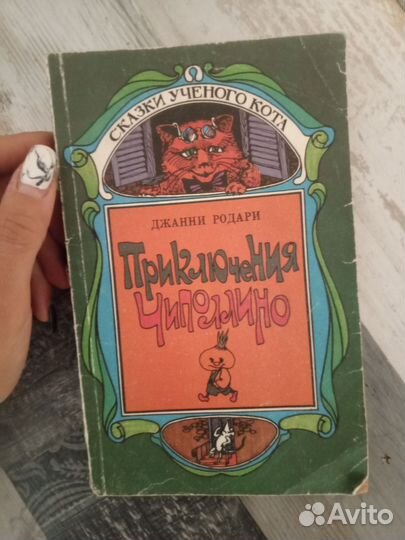 СКАЗКИ УЧЕНОГО КОТА
ДЖАННИ РОДАРИ
ПРИКЛЮЧЕНИЯ
ЧИПОЛЛИНО
Avito